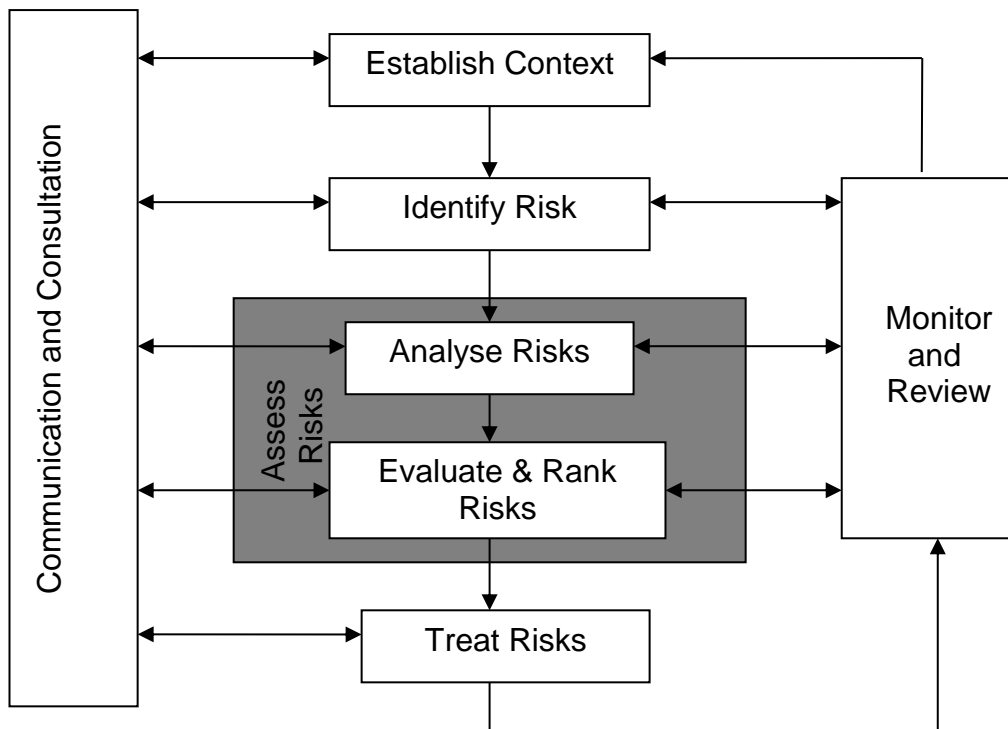 Communication and Consultation
Establish Context
Identify Risk
Assess
Risks
Analyse Risks
Evaluate & Rank
Risks
Treat Risks
Monitor
and
Review